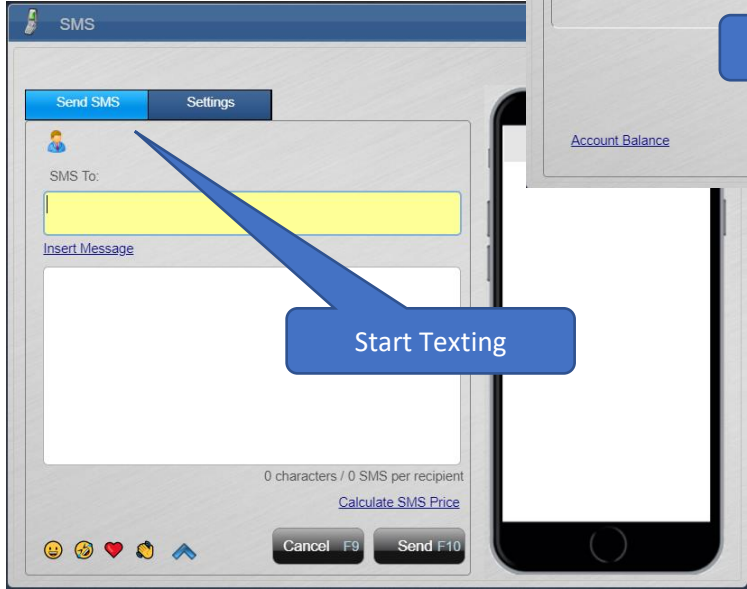 SMS
Send SMS Settings
SMS To:
Insert Message
Start Texting
0 characters / 0 SMS per recipient
Calculate SMS Price
Cancel F9 Send F10
Account Balance